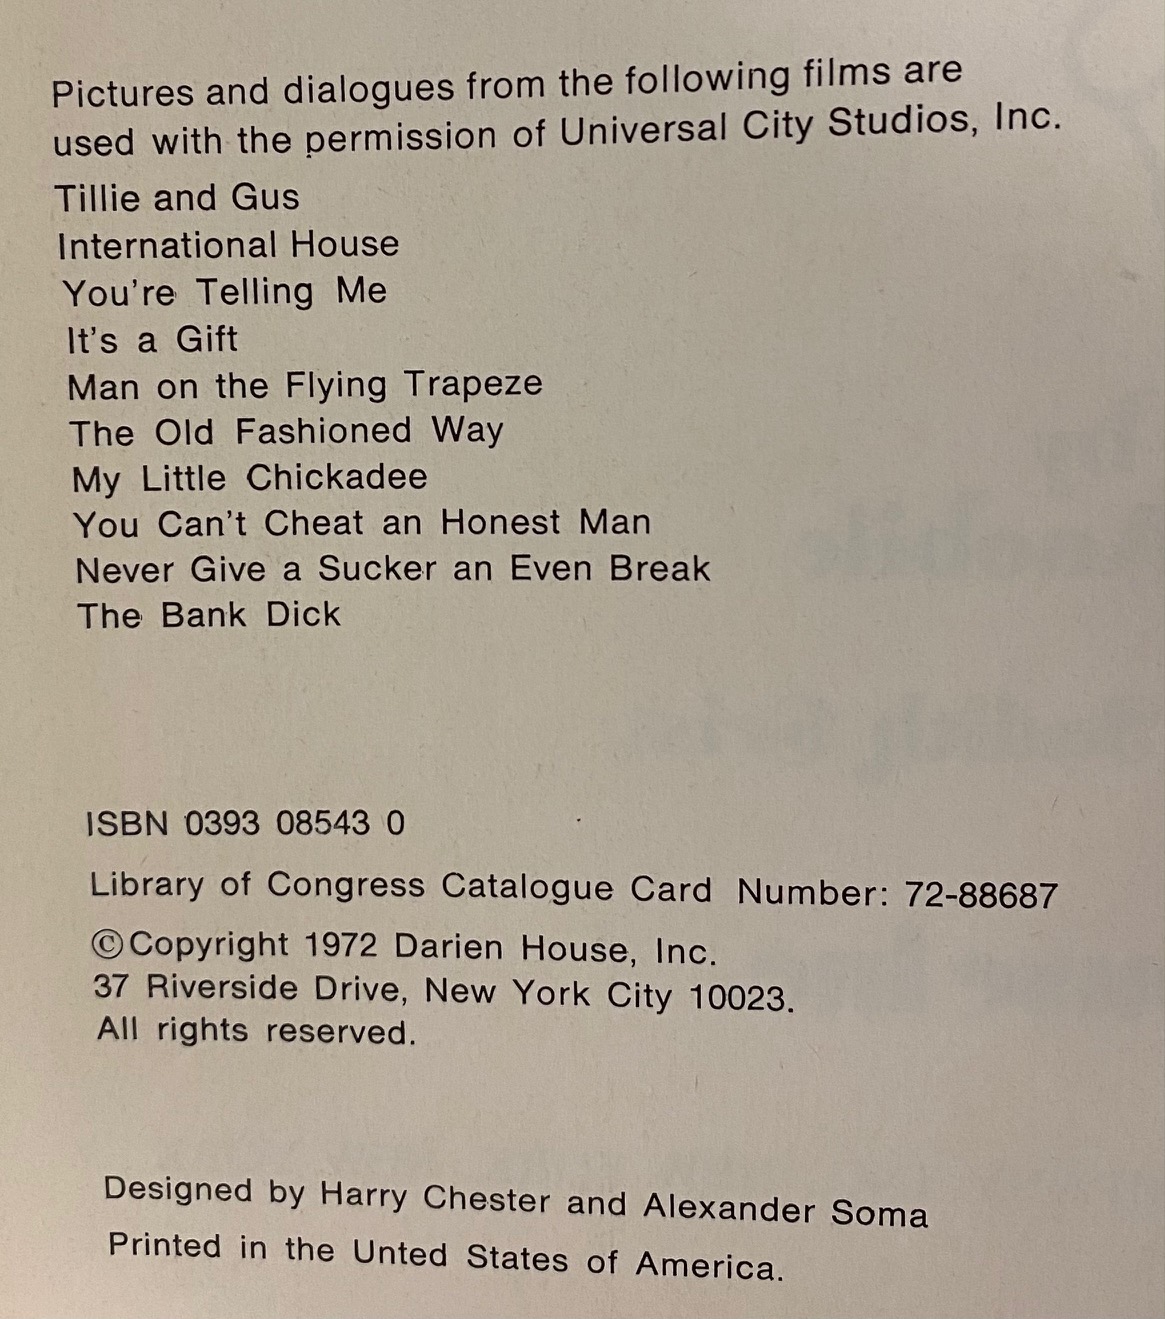 Pictures and dialogues from the following films are
used with the permission of Universal City Studios, Inc.
Tillie and Gus
International House
You're Telling Me
It's a Gift
Man on the Flying Trapeze
The Old Fashioned Way
My Little Chickadee
You Can't Cheat an Honest Man
Never Give a Sucker an Even Break
The Bank Dick
ISBN 0393 08543 0
Library of Congress Catalogue Card Number: 72-88687
©Copyright 1972 Darien House, Inc.
37 Riverside Drive, New York City 10023.
All rights reserved.
Designed by Harry Chester and Alexander Soma
Printed in the Unted States of America.